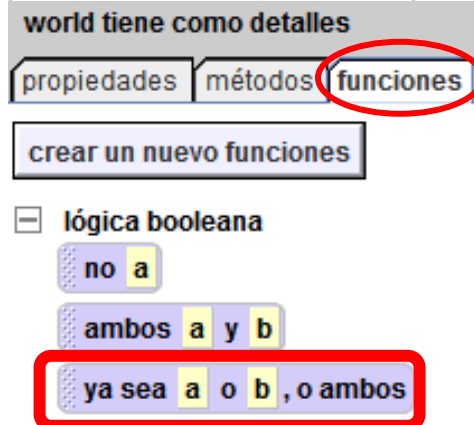 world tiene como detalles
propiedades métodos funciones
crear un nuevo funciones
lógica booleana
no a
ambos a y b
ya sea a o b , o ambos